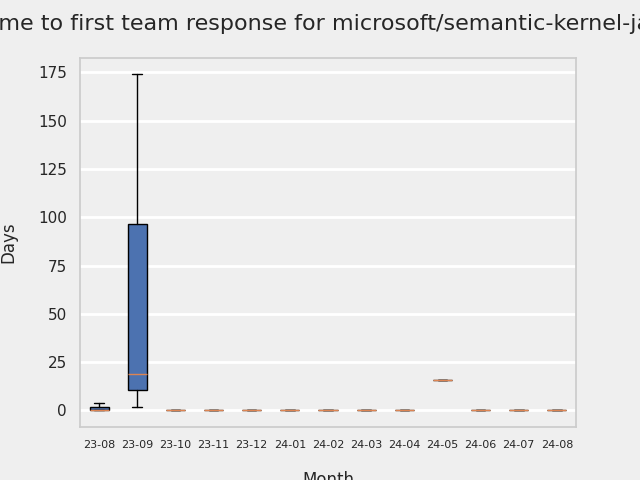 me to first team response for microsoft/semantic-kernel-ja
175
150
125
100
75
50
25
0
Days
23-08 23-09 23-10 23-11 23-12 24-01 24-02 24-03 24-04 24-05 24-06 24-07 24-08
Month